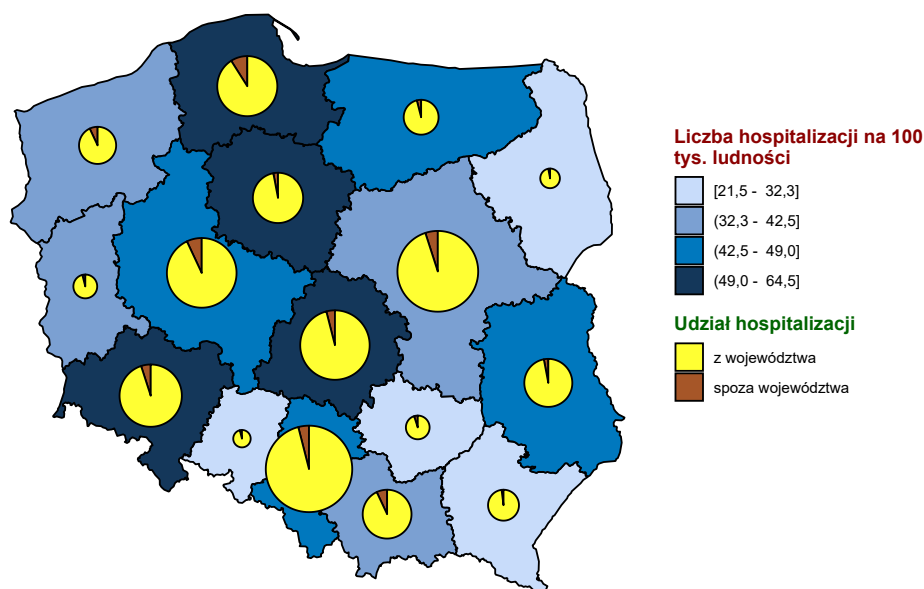 Liczba hospitalizacji na 100
tys. ludności
[21,5 - 32,3]
(32,3 - 42,5]
(42,5 - 49,0]
(49,0 - 64,5]
Udział hospitalizacji
z województwa
spoza województwa